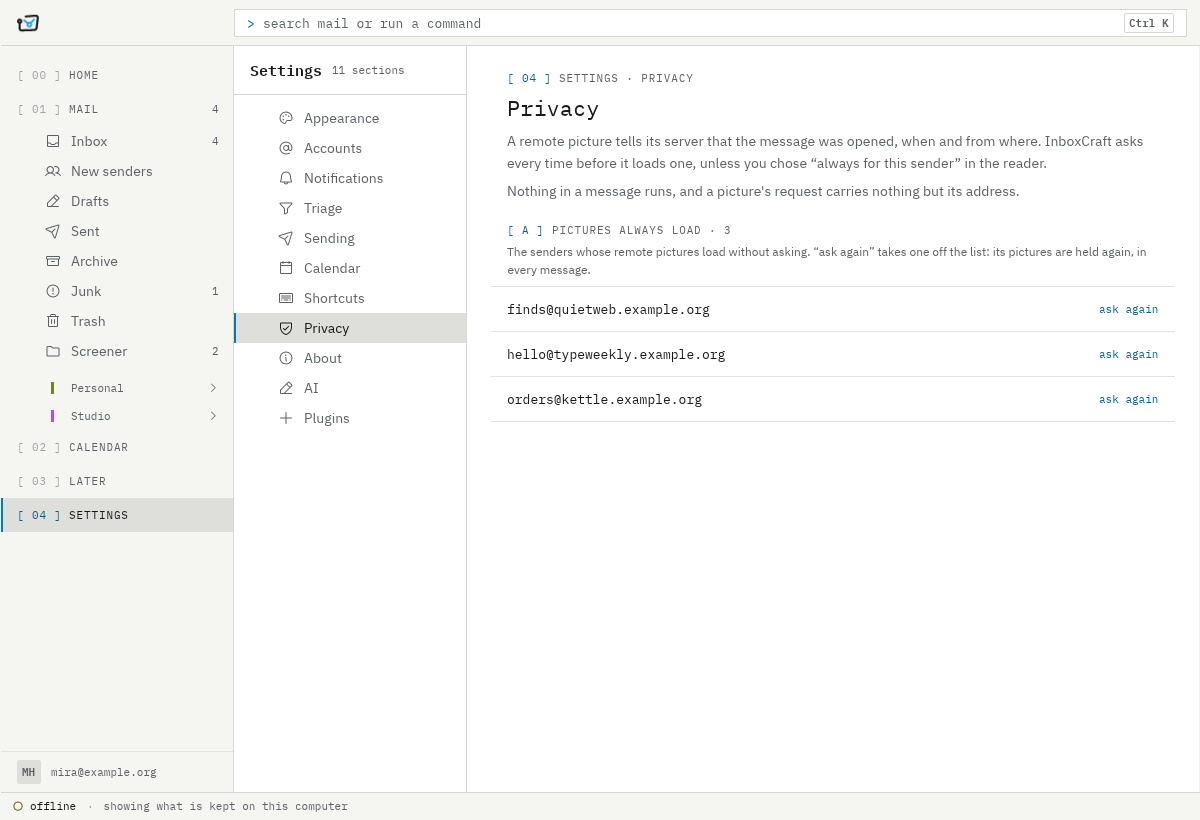 > search mail or run a command
Ctrl K
[ 00 ] HOME
[ 01 ] MAIL 4
Inbox 4
New senders
Drafts
Sent
Archive
Junk 1
Trash
Screener 2
Personal
Studio
[ 02 ] CALENDAR
[ 03 ] LATER
[ 04 ] SETTINGS
MH mira@example.org
Settings 11 sections
Appearance
Accounts
Notifications
Triage
Sending
Calendar
Shortcuts
Privacy
About
AI
Plugins
[ 04 ] SETTINGS · PRIVACY
Privacy
A remote picture tells its server that the message was opened, when and from where. InboxCraft asks
every time before it loads one, unless you chose “always for this sender” in the reader.
Nothing in a message runs, and a picture's request carries nothing but its address.
[ A ] PICTURES ALWAYS LOAD · 3
The senders whose remote pictures load without asking. “ask again” takes one off the list: its pictures are held again, in
every message.
finds@quietweb.example.org ask again
hello@typeweekly.example.org ask again
orders@kettle.example.org ask again
offline · showing what is kept on this computer